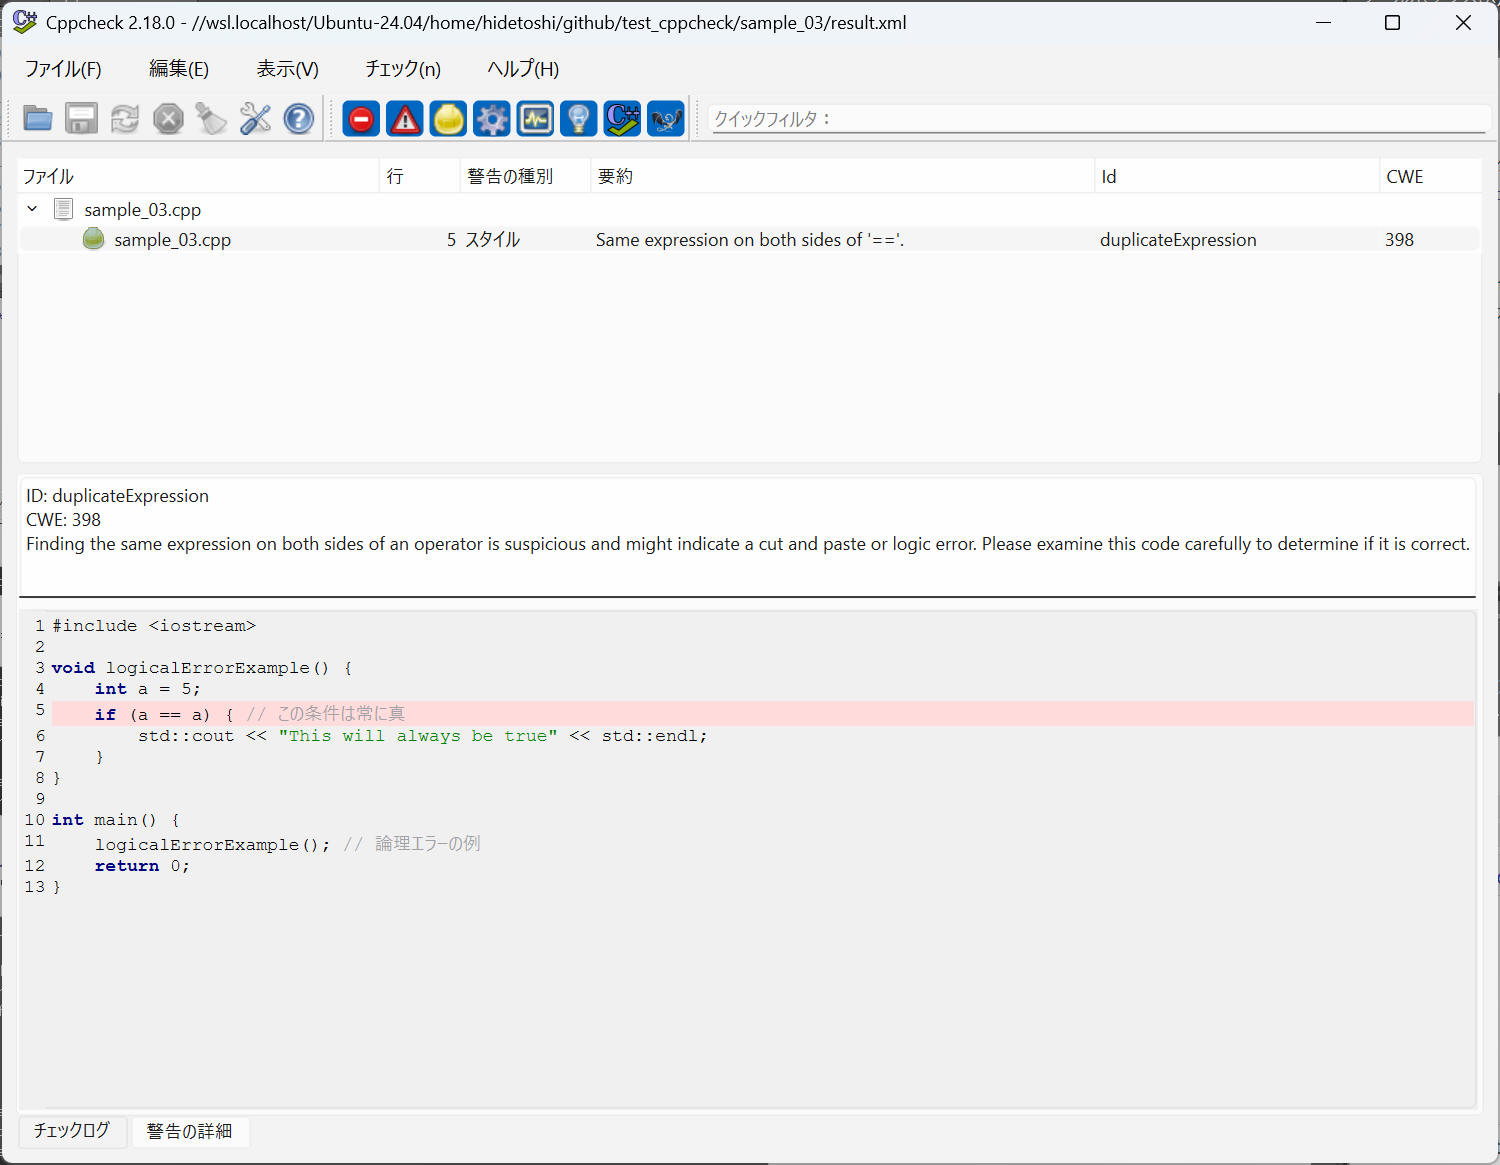 Cppcheck 2.18.0 - //wsl.localhost/Ubuntu-24.04/home/hidetoshi/github/test_cppcheck/sample_03/result.xml
ファイル(F) 編集(E) 表示(V) チェック(n) ヘルプ(H)
クイックフィルタ：
ファイル 行 警告の種別 要約 Id CWE
sample_03.cpp
sample_03.cpp 5 スタイル Same expression on both sides of '=='. duplicateExpression 398
ID: duplicateExpression
CWE: 398
Finding the same expression on both sides of an operator is suspicious and might indicate a cut and paste or logic error. Please examine this code carefully to determine if it is correct.
1 #include <iostream>
2
3 void logicalErrorExample() {
4     int a = 5;
5     if (a == a) { // この条件は常に真
6         std::cout << "This will always be true" << std::endl;
7     }
8 }
9
10 int main() {
11     logicalErrorExample(); // 論理エラーの例
12     return 0;
13 }
チェックログ 警告の詳細